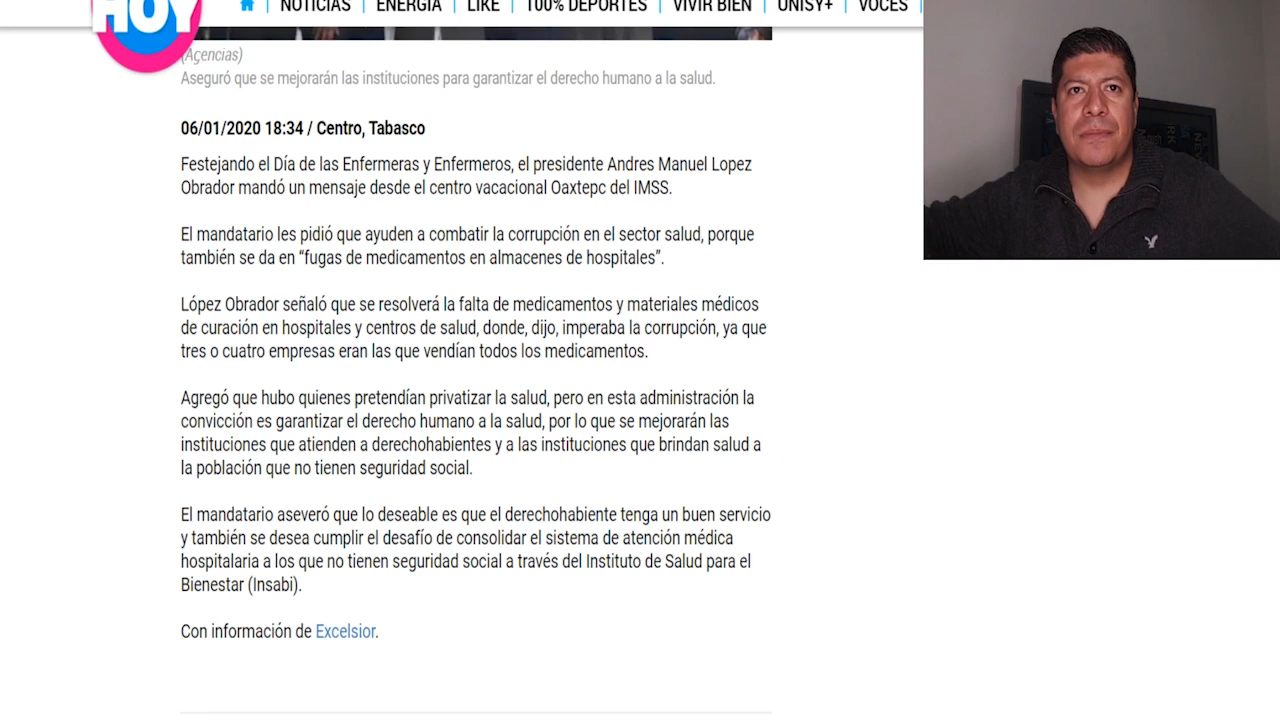 HOY
NOTICIAS
ENERGÍA
LIKE
100% DEPORTES
VIVIR BIEN
UNISY+
VOCES
(Agencias)
Aseguró que se mejorarán las instituciones para garantizar el derecho humano a la salud.
06/01/2020 18:34 / Centro, Tabasco
Festejando el Día de las Enfermeras y Enfermeros, el presidente Andres Manuel Lopez
Obrador mandó un mensaje desde el centro vacacional Oaxtepc del IMSS.
El mandatario les pidió que ayuden a combatir la corrupción en el sector salud, porque
también se da en “fugas de medicamentos en almacenes de hospitales”.
López Obrador señaló que se resolverá la falta de medicamentos y materiales médicos
de curación en hospitales y centros de salud, donde, dijo, imperaba la corrupción, ya que
tres o cuatro empresas eran las que vendían todos los medicamentos.
Agregó que hubo quienes pretendían privatizar la salud, pero en esta administración la
convicción es garantizar el derecho humano a la salud, por lo que se mejorarán las
instituciones que atienden a derechohabientes y a las instituciones que brindan salud a
la población que no tienen seguridad social.
El mandatario aseveró que lo deseable es que el derechohabiente tenga un buen servicio
y también se desea cumplir el desafío de consolidar el sistema de atención médica
hospitalaria a los que no tienen seguridad social a través del Instituto de Salud para el
Bienestar (Insabi).
Con información de Excelsior.